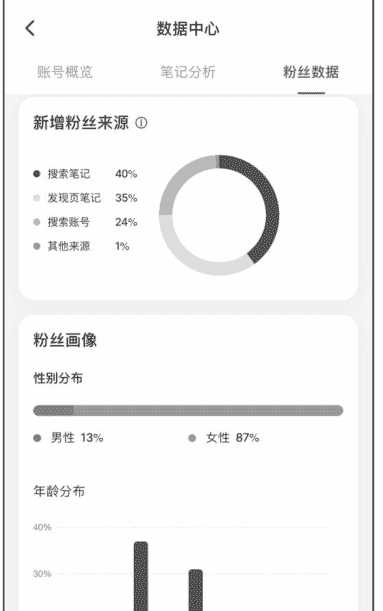 数据中心
账号概览 笔记分析 粉丝数据
新增粉丝来源
搜索笔记 40%
发现页笔记 35%
搜索账号 24%
其他来源 1%
粉丝画像
性别分布
男性 13% 女性 87%
年龄分布
40%
30%